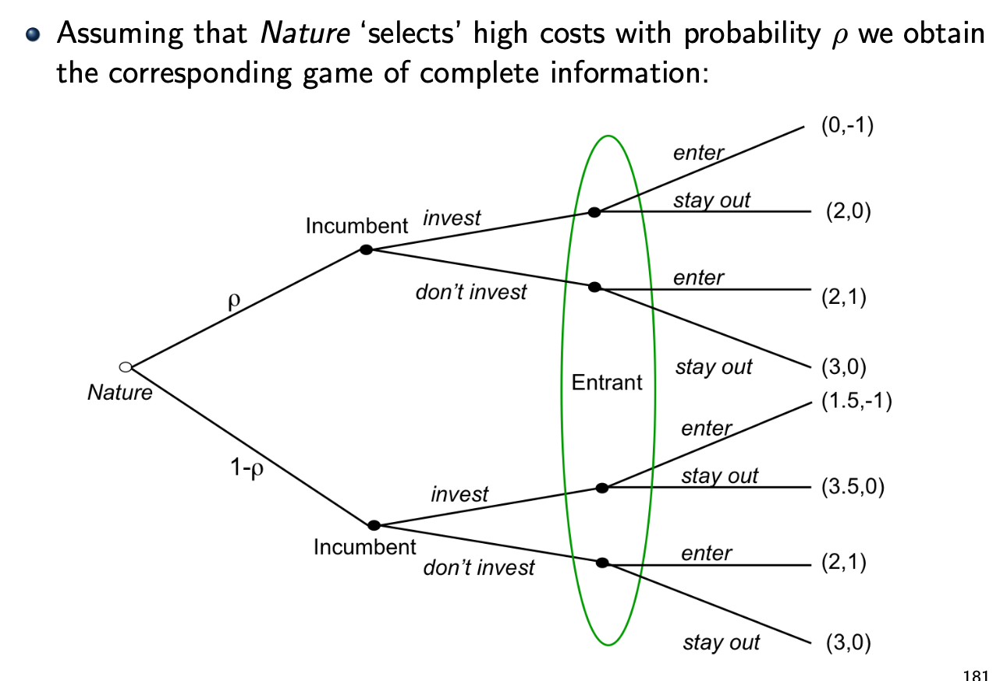 Assuming that Nature ‘selects’ high costs with probability ρ we obtain
the corresponding game of complete information:
(0,-1)
enter
stay out
(2,0)
Incumbent
invest
enter
don’t invest
(2,1)
ρ
stay out
(3,0)
Nature
Entrant
(1.5,-1)
enter
1-ρ
stay out
(3.5,0)
invest
Incumbent
don’t invest
enter
(2,1)
stay out
(3,0)
181